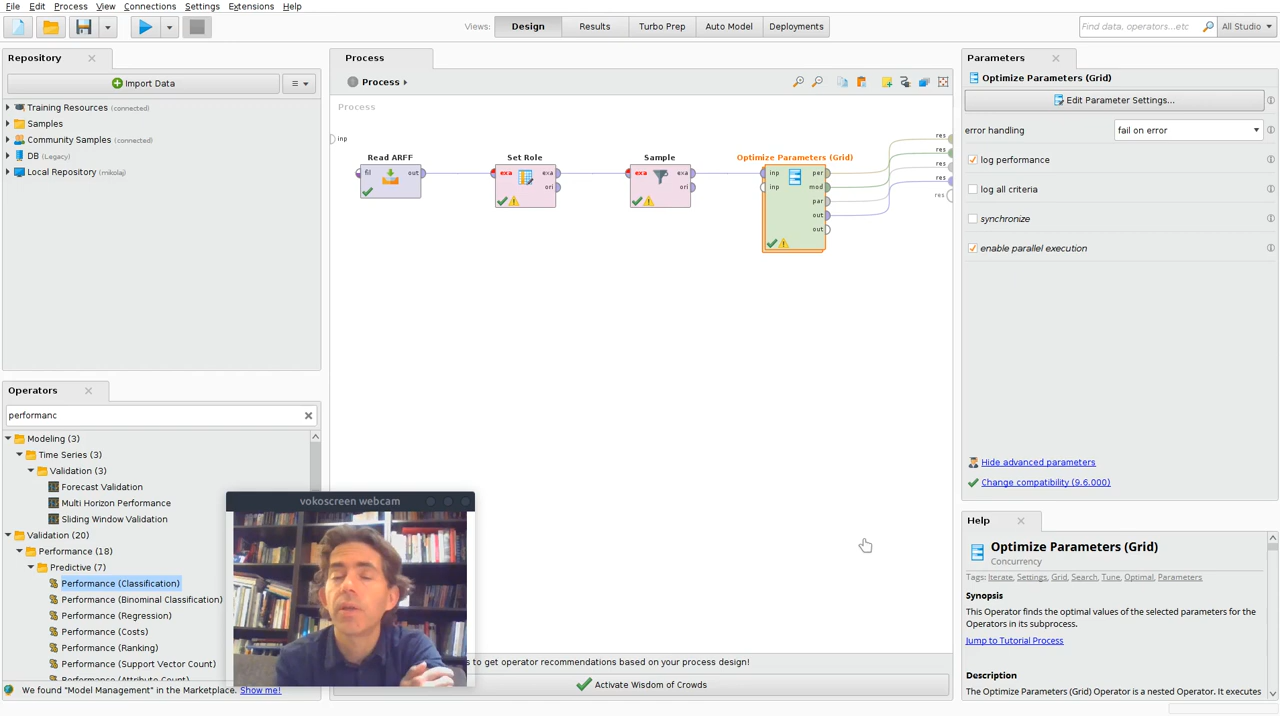 File Edit Process View Connections Settings Extensions Help
Views: Design Results Turbo Prep Auto Model Deployments
Find data, operators...etc All Studio
Repository
Import Data
Training Resources (connected)
Samples
Community Samples (connected)
DB (Legacy)
Local Repository (mikolaj)
Operators
performanc
Modeling (3)
Time Series (3)
Validation (3)
Forecast Validation
Multi Horizon Performance
Sliding Window Validation
Validation (20)
Performance (18)
Predictive (7)
Performance (Classification)
Performance (Binominal Classification)
Performance (Regression)
Performance (Costs)
Performance (Ranking)
Performance (Support Vector Count)
Performance (Attribute Count)
We found "Model Management" in the Marketplace. Show me!
Process
Process
Process
inp
Read ARFF
fil out
Set Role
exa exa
ori
Sample
exa exa
ori
Optimize Parameters (Grid)
inp per
inp mod
par
out
out
res
res
res
res
res
vokoscreen webcam
s to get operator recommendations based on your process design!
Activate Wisdom of Crowds
Parameters
Optimize Parameters (Grid)
Edit Parameter Settings...
error handling fail on error
log performance
log all criteria
synchronize
enable parallel execution
Hide advanced parameters
Change compatibility (9.6.000)
Help
Optimize Parameters (Grid)
Concurrency
Tags: Iterate, Settings, Grid, Search, Tune, Optimal, Parameters
Synopsis
This Operator finds the optimal values of the selected parameters for the
Operators in its subprocess.
Jump to Tutorial Process
Description
The Optimize Parameters (Grid) Operator is a nested Operator. It executes